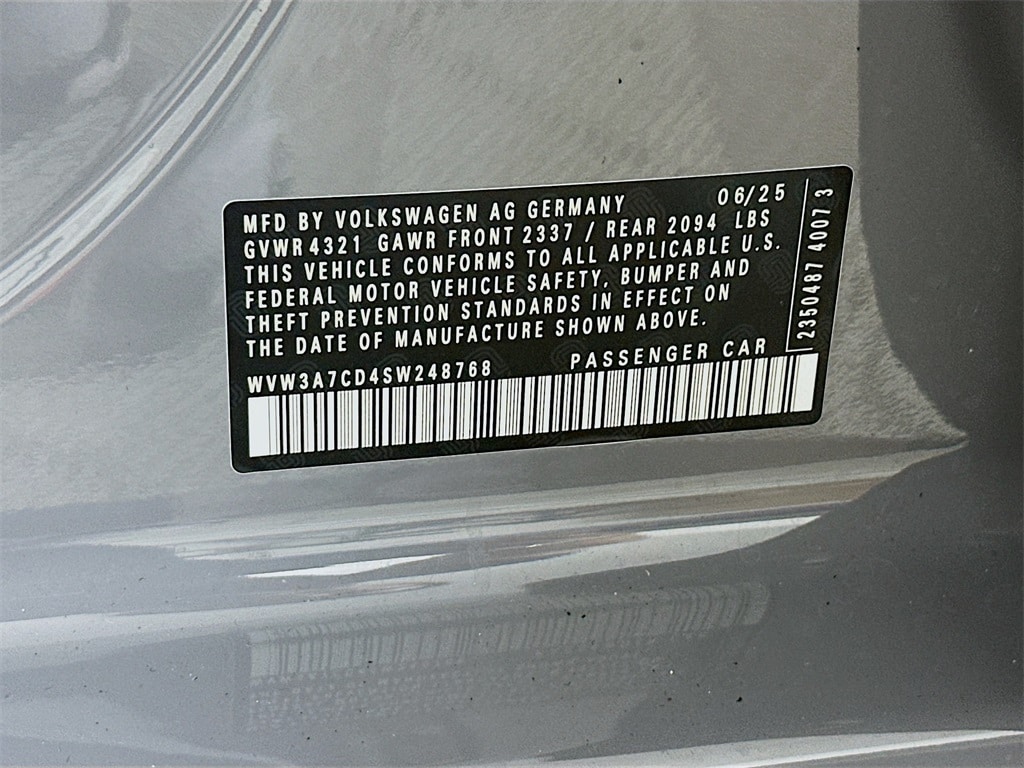 MFD BY VOLKSWAGEN AG GERMANY 06/25
GVWR 4321 GAWR FRONT 2337 / REAR 2094 LBS
THIS VEHICLE CONFORMS TO ALL APPLICABLE U.S.
FEDERAL MOTOR VEHICLE SAFETY, BUMPER AND
THEFT PREVENTION STANDARDS IN EFFECT ON
THE DATE OF MANUFACTURE SHOWN ABOVE.
WVW3A7CD4SW248768 PASSENGER CAR
2350487 4007 3